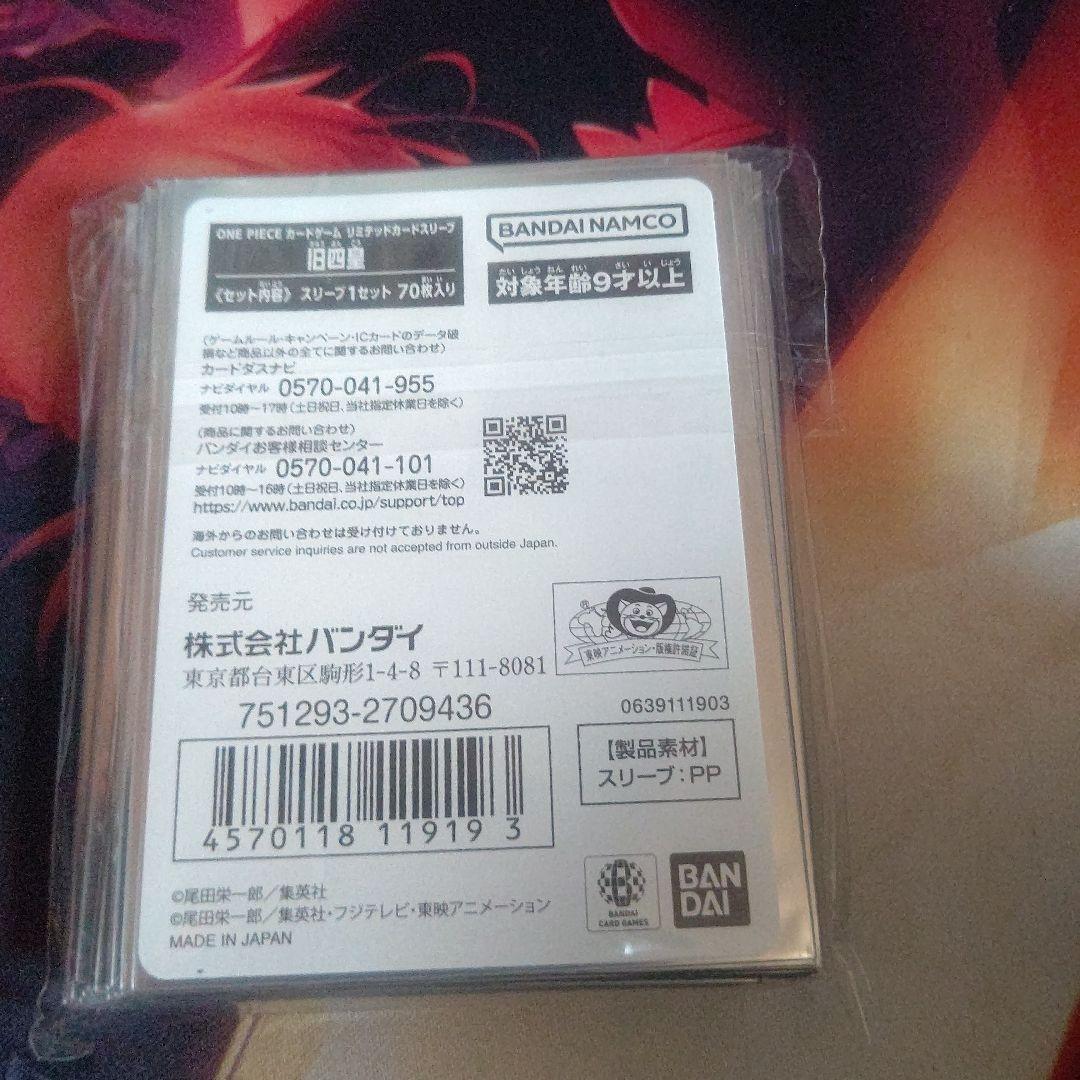 ONE PIECE カードゲーム リミテッドカードスリーブ
旧四皇
《セット内容》 スリーブ1セット 70枚入り
BANDAI NAMCO
対象年齢9才以上
(ゲームルール・キャンペーン・ICカードのデータ破
損など商品以外の全てに関するお問い合わせ)
カードダスナビ
ナビダイヤル 0570-041-955
受付10時～17時(土日祝日、当社指定休業日を除く)
(商品に関するお問い合わせ)
バンダイお客様相談センター
ナビダイヤル 0570-041-101
受付10時～16時(土日祝日、当社指定休業日を除く)
https://www.bandai.co.jp/support/top
海外からのお問い合わせは受け付けておりません。
Customer service inquiries are not accepted from outside Japan.
発売元
株式会社バンダイ
東京都台東区駒形1-4-8 〒111-8081
東映アニメーション・版権許諾証
751293-2709436
0639111903
【製品素材】
スリーブ：PP
4570118 119193
©尾田栄一郎／集英社
©尾田栄一郎／集英社・フジテレビ・東映アニメーション
MADE IN JAPAN
BANDAI
CARD GAMES
BAN
DAI